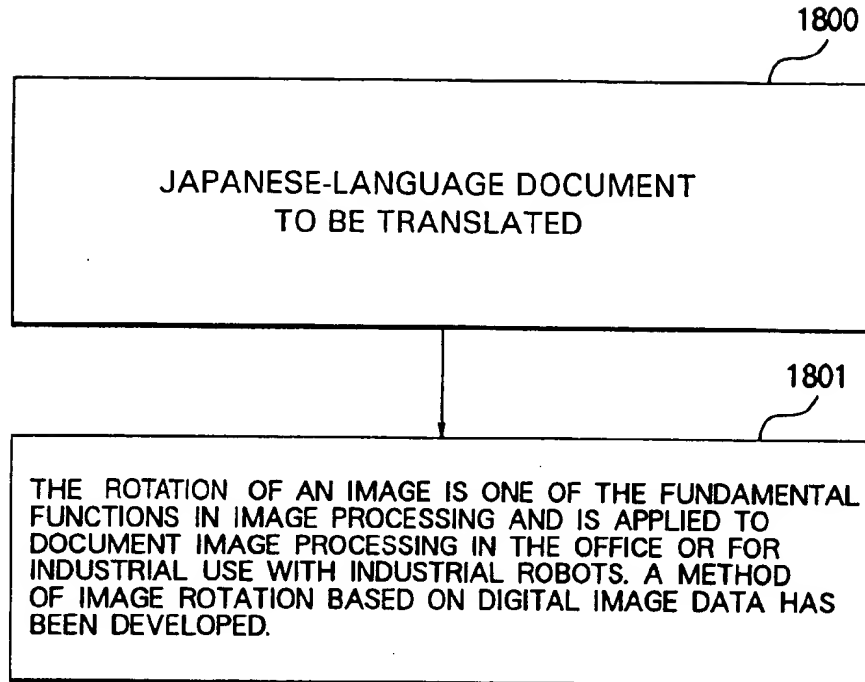 1800
JAPANESE-LANGUAGE DOCUMENT
TO BE TRANSLATED
1801
THE ROTATION OF AN IMAGE IS ONE OF THE FUNDAMENTAL
FUNCTIONS IN IMAGE PROCESSING AND IS APPLIED TO
DOCUMENT IMAGE PROCESSING IN THE OFFICE OR FOR
INDUSTRIAL USE WITH INDUSTRIAL ROBOTS. A METHOD
OF IMAGE ROTATION BASED ON DIGITAL IMAGE DATA HAS
BEEN DEVELOPED.